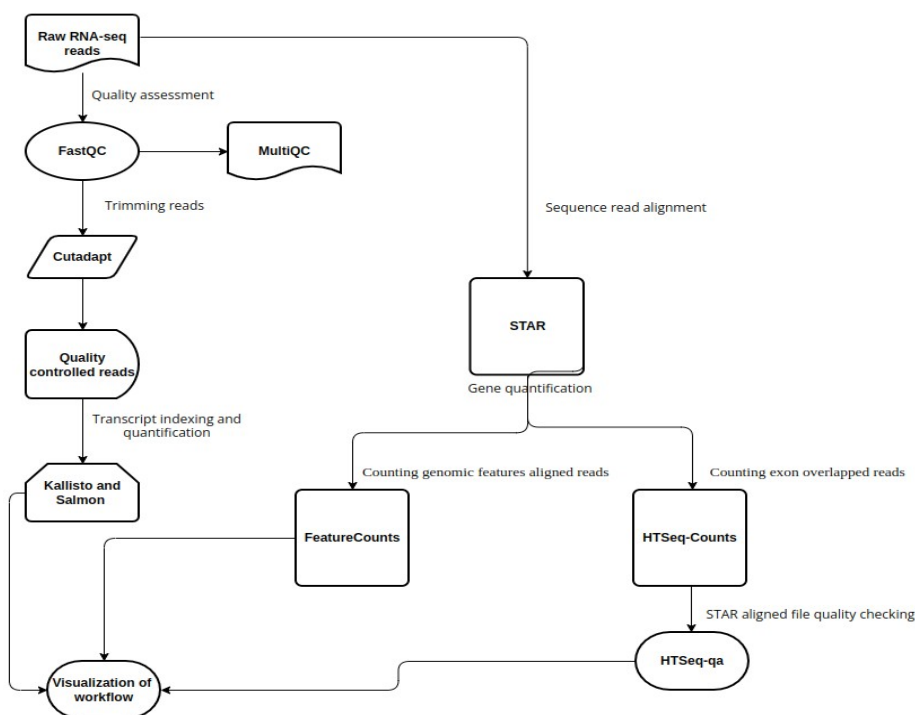 Raw RNA-seq
reads
Quality assessment
FastQC
MultiQC
Trimming reads
Sequence read alignment
Cutadapt
STAR
Quality
controlled reads
Gene quantification
Transcript indexing and
quantification
Counting genomic features aligned reads
Counting exon overlapped reads
Kallisto and
Salmon
FeatureCounts
HTSeq-Counts
STAR aligned file quality checking
HTSeq-qa
Visualization of
workflow